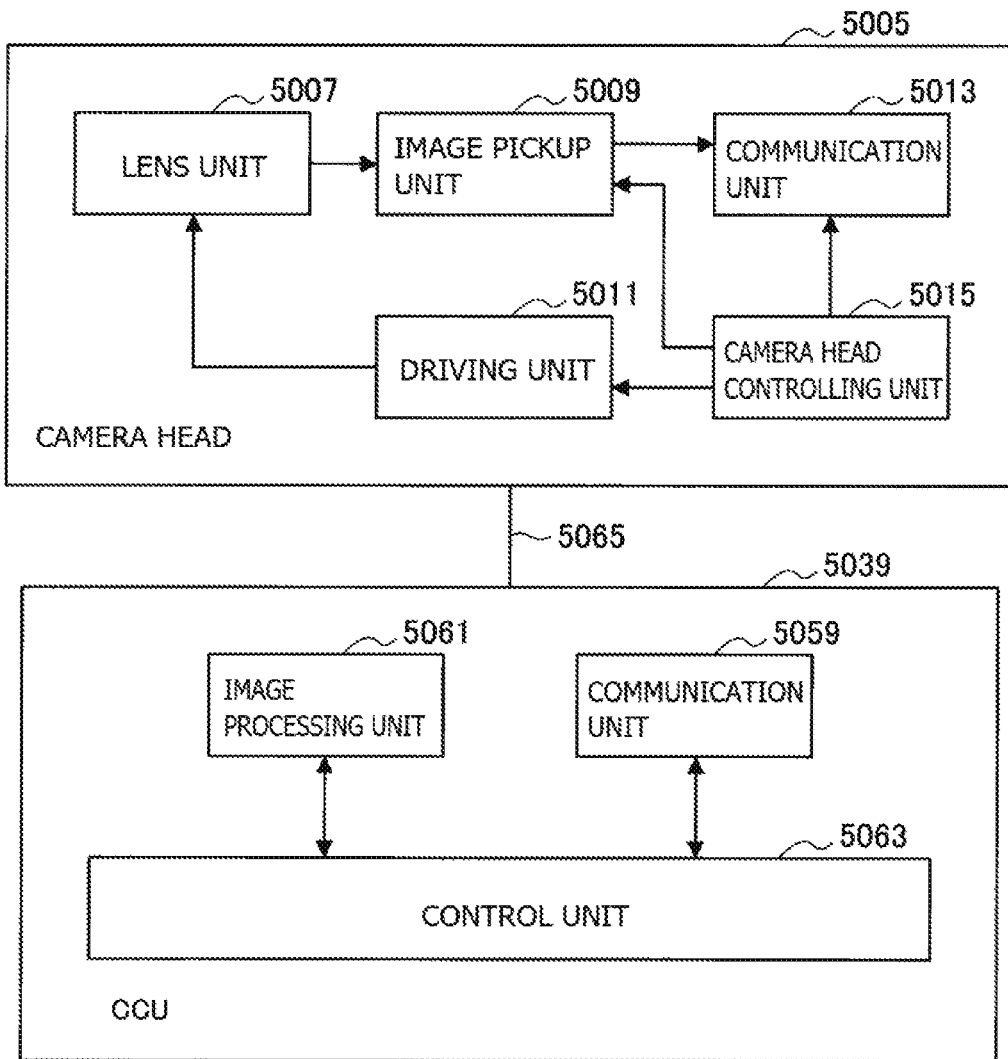 5005
5007
5009
5013
LENS UNIT
IMAGE PICKUP
UNIT
COMMUNICATION
UNIT
5011
5015
DRIVING UNIT
CAMERA HEAD
CONTROLLING UNIT
CAMERA HEAD
5065
5039
5061
5059
IMAGE
PROCESSING UNIT
COMMUNICATION
UNIT
5063
CONTROL UNIT
CCU